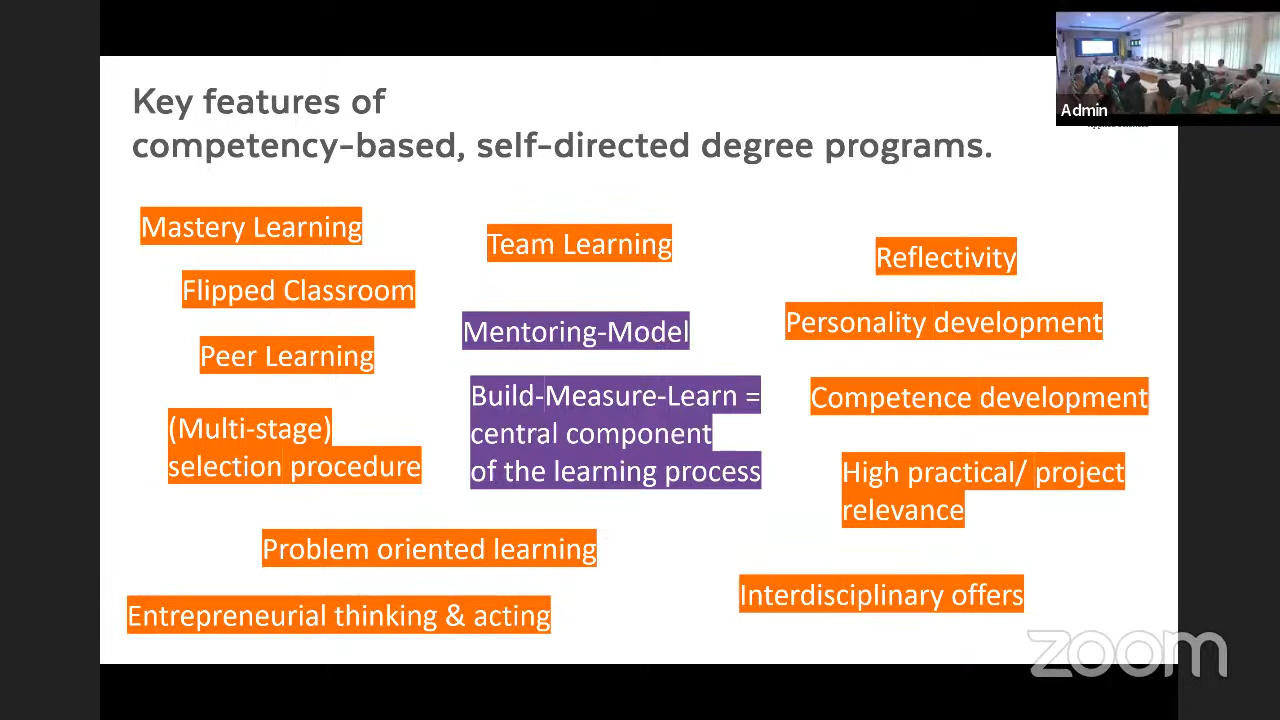 Admin
Key features of
competency-based, self-directed degree programs.
Mastery Learning
Team Learning
Reflectivity
Flipped Classroom
Mentoring-Model
Personality development
Peer Learning
Build-Measure-Learn =
central component
of the learning process
Competence development
(Multi-stage)
selection procedure
High practical/ project
relevance
Problem oriented learning
Interdisciplinary offers
Entrepreneurial thinking & acting
zoom